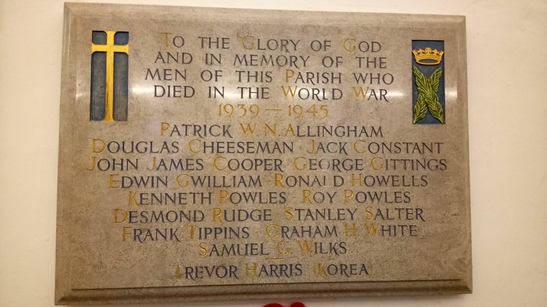 To the Glory of God
and in memory of the
men of this Parish who
died in the World War
1939 — 1945
Patrick W. N. Allingham
Douglas Cheeseman Jack Constant
John James Cooper George Gittings
Edwin Gwilliam Ronald Howells
Kenneth Powles Roy Powles
Desmond Rudge Stanley Salter
Frank Tippins Graham H. White
Samuel G. Wilks
Trevor Harris Korea